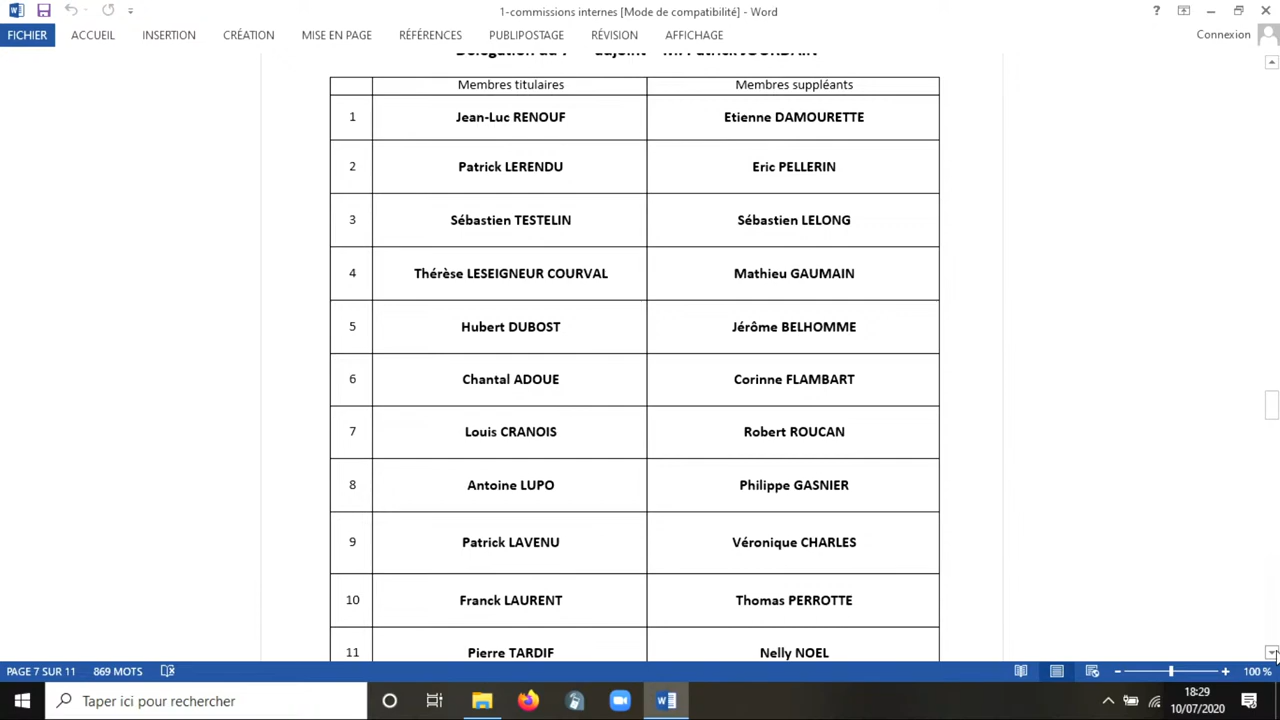 1-commissions internes [Mode de compatibilité] - Word
?
FICHIER ACCUEIL INSERTION CRÉATION MISE EN PAGE RÉFÉRENCES PUBLIPOSTAGE RÉVISION AFFICHAGE Connexion
Membres titulaires Membres suppléants
1 Jean-Luc RENOUF Etienne DAMOURETTE
2 Patrick LERENDU Eric PELLERIN
3 Sébastien TESTELIN Sébastien LELONG
4 Thérèse LESEIGNEUR COURVAL Mathieu GAUMAIN
5 Hubert DUBOST Jérôme BELHOMME
6 Chantal ADOUE Corinne FLAMBART
7 Louis CRANOIS Robert ROUCAN
8 Antoine LUPO Philippe GASNIER
9 Patrick LAVENU Véronique CHARLES
10 Franck LAURENT Thomas PERROTTE
11 Pierre TARDIF Nelly NOEL
PAGE 7 SUR 11 869 MOTS 100 %
Taper ici pour rechercher
18:29
10/07/2020